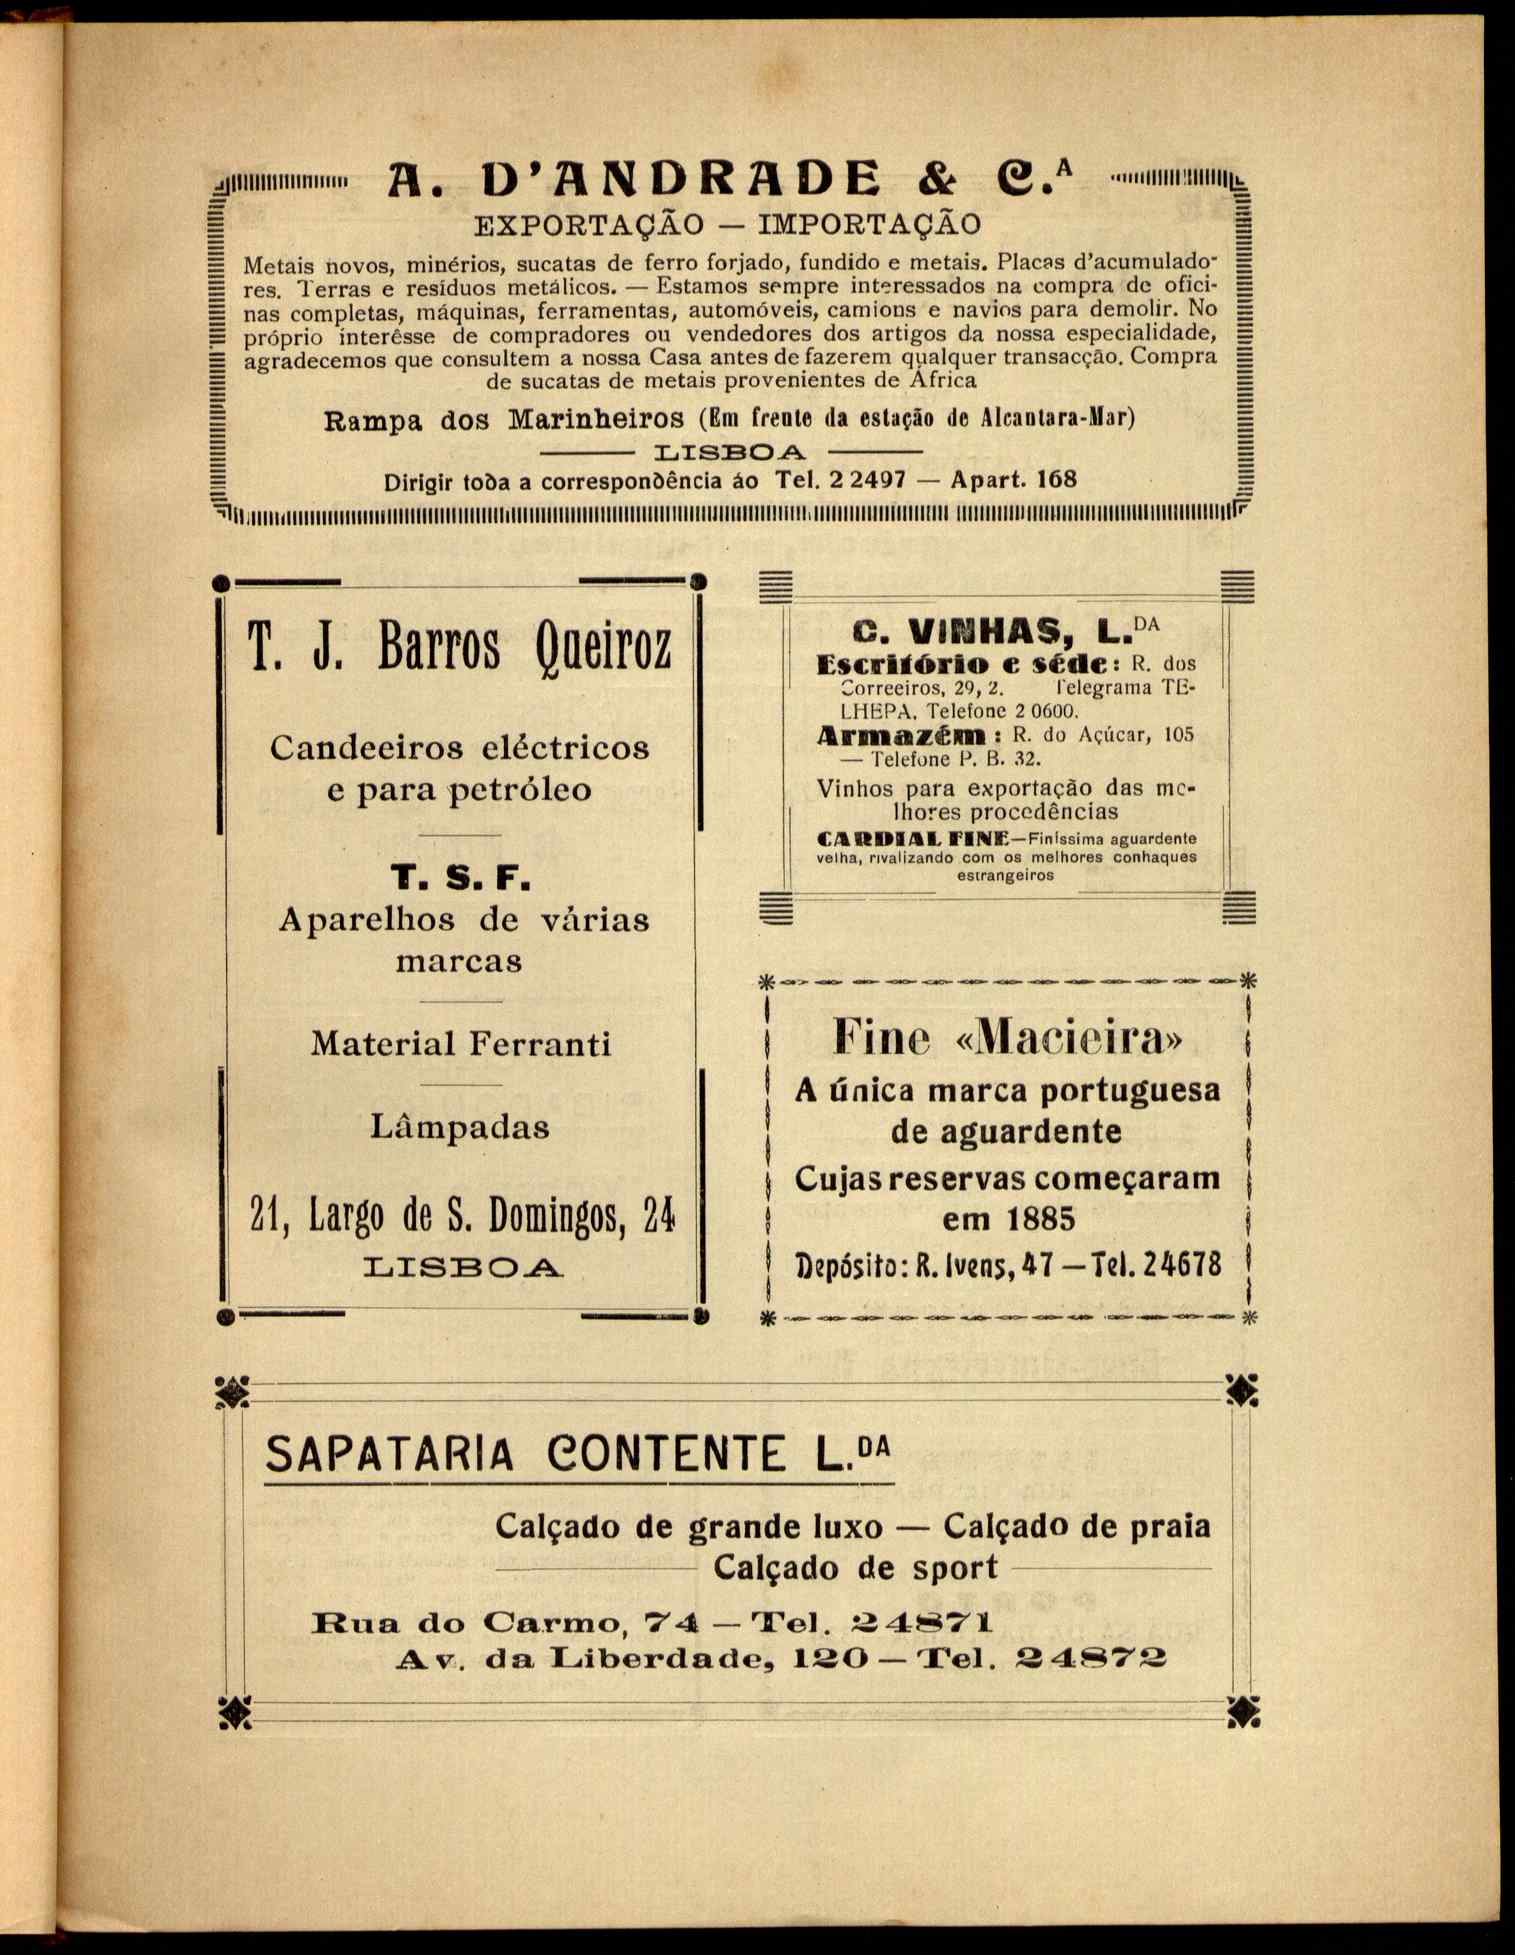 A. D'ANDRADE & C.A
EXPORTAÇÃO — IMPORTAÇÃO
Metais novos, minérios, sucatas de ferro forjado, fundido e metais. Placas d'acumulado-
res. Terras e resíduos metálicos. — Estamos sempre interessados na compra de ofici-
nas completas, máquinas, ferramentas, automóveis, camions e navios para demolir. No
próprio interêsse de compradores ou vendedores dos artigos da nossa especialidade,
agradecemos que consultem a nossa Casa antes de fazerem qualquer transacção. Compra
de sucatas de metais provenientes de África
Rampa dos Marinheiros (Em frente da estação de Alcantara-Mar)
LISBOA
Dirigir toda a correspondência áo Tel. 2 2497 — Apart. 168
T. J. Barros Queiroz
Candeeiros eléctricos
e para petróleo
T. S. F.
Aparelhos de várias
marcas
Material Ferranti
Lâmpadas
21, Largo de S. Domingos, 24
LISBOA
C. VINHAS, L.DA
Escritório e séde: R. dos
Correeiros, 29, 2. Telegrama TE-
LHEPA. Telefone 2 0600.
Armazém: R. do Açúcar, 105
— Telefone P. B. 32.
Vinhos para exportação das me-
lhores procedências
CARDIAL FINE—Finíssima aguardente
velha, rivalizando com os melhores conhaques
estrangeiros
Fine «Macieira»
A única marca portuguesa
de aguardente
Cujas reservas começaram
em 1885
Depósito: R. Ivens, 47 — Tel. 24678
SAPATARIA CONTENTE L.DA
Calçado de grande luxo — Calçado de praia
Calçado de sport
Rua do Carmo, 74 — Tel. 24871
Av. da Liberdade, 120 — Tel. 24872